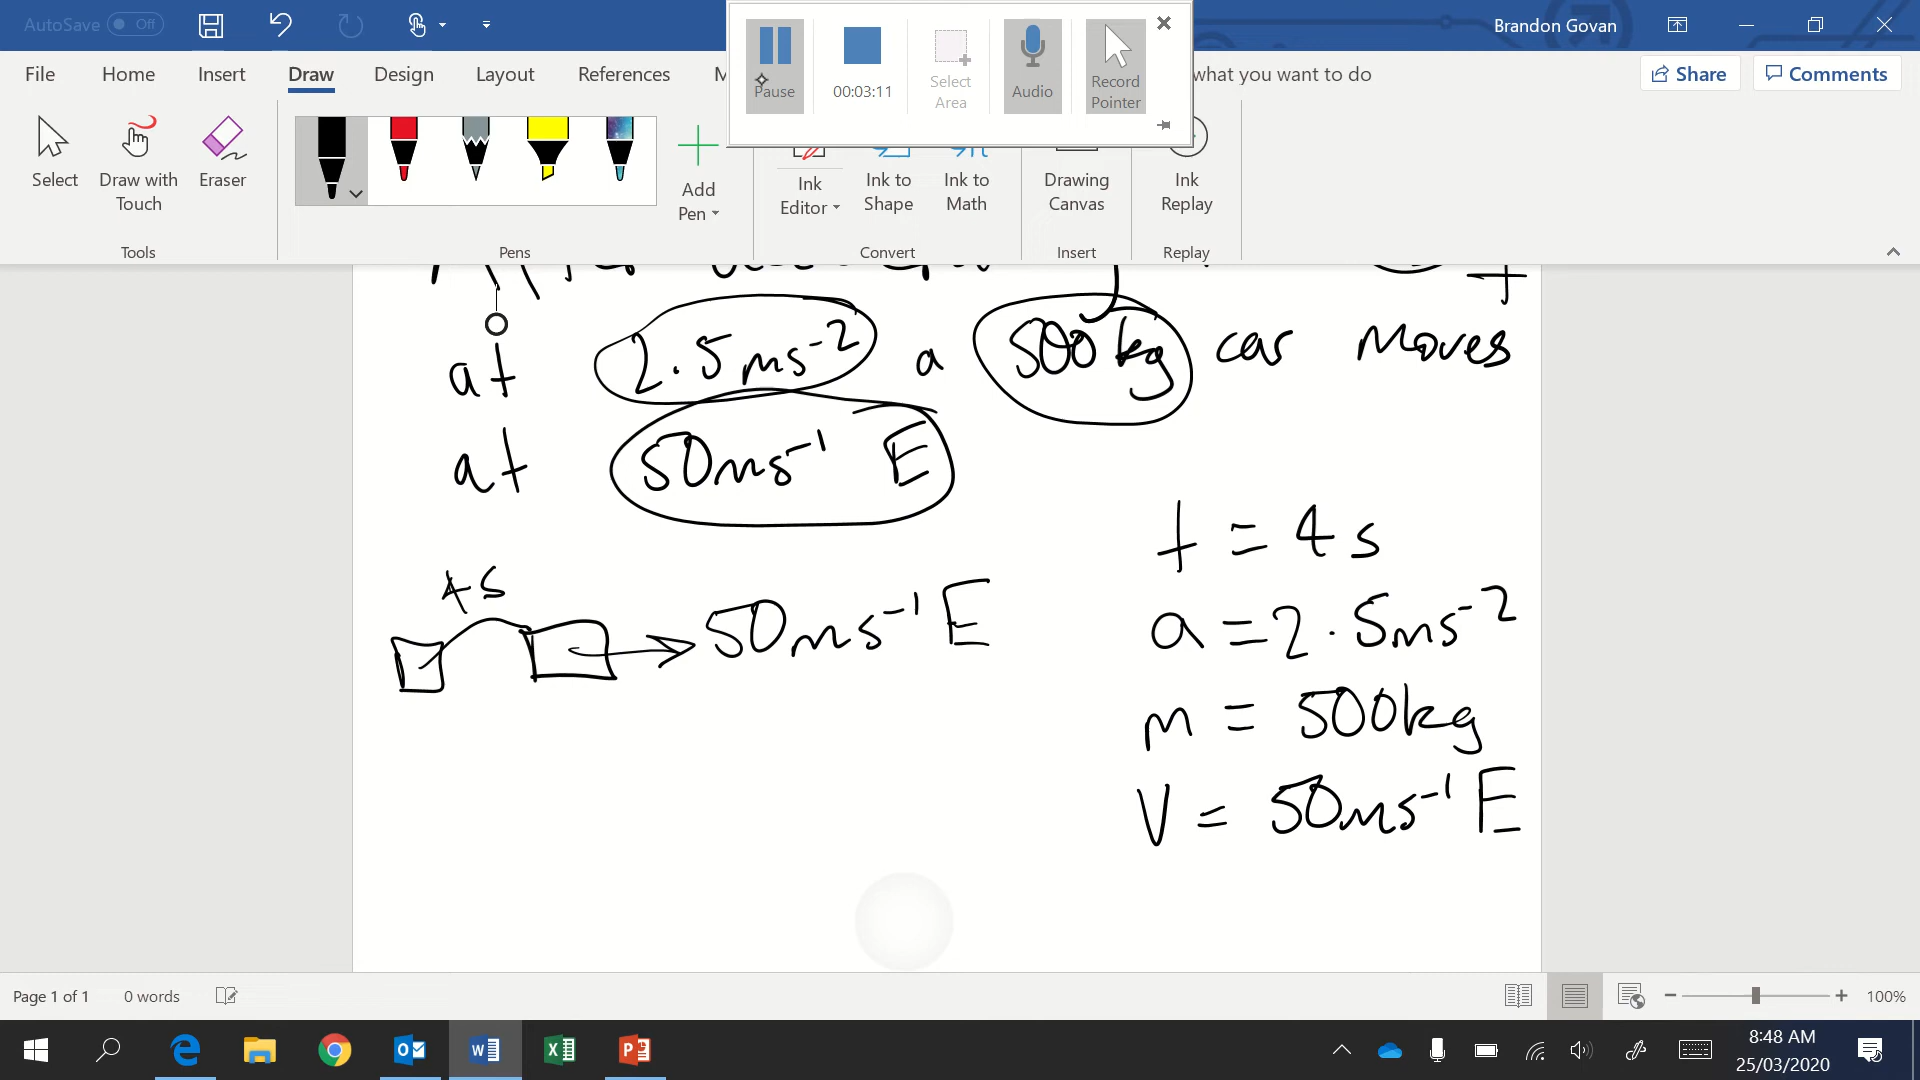 AutoSave Off
Brandon Govan
File Home Insert Draw Design Layout References M what you want to do Share Comments
Pause 00:03:11 Select Area Audio Record Pointer
Select Draw with Touch Eraser Add Pen Ink Editor Ink to Shape Ink to Math Drawing Canvas Ink Replay
Tools Pens Convert Insert Replay
at 2.5ms⁻² a 500kg car moves
at 50ms⁻¹ E
t = 4s
4s
a = 2.5ms⁻²
50ms⁻¹ E
m = 500kg
V = 50ms⁻¹ E
Page 1 of 1 0 words 100%
8:48 AM
25/03/2020